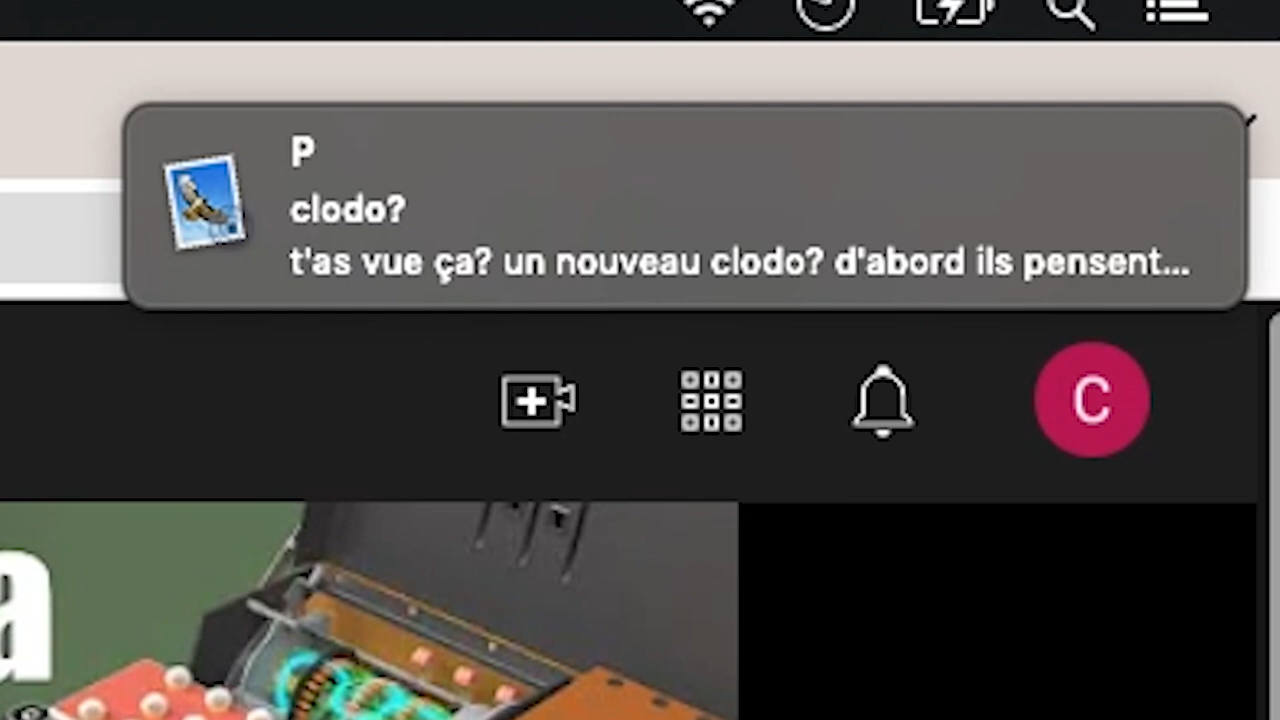 P
clodo?
t'as vue ça? un nouveau clodo? d'abord ils pensent...
C
a